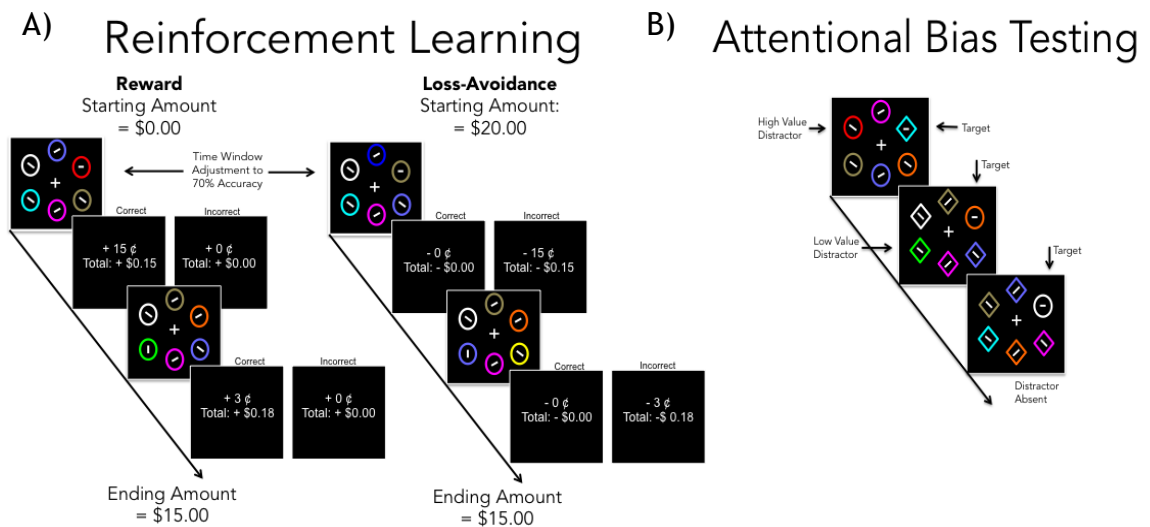 A)
Reinforcement Learning
Reward
Starting Amount
= $0.00
Loss-Avoidance
Starting Amount:
= $20.00
Time Window
Adjustment to
70% Accuracy
Correct
Incorrect
+ 15 ¢
Total: + $0.15
+ 0 ¢
Total: + $0.00
Correct
Incorrect
+ 3 ¢
Total: + $0.18
+ 0 ¢
Total: + $0.00
Ending Amount
= $15.00
Correct
Incorrect
- 0 ¢
Total: - $0.00
- 15 ¢
Total: - $0.15
Correct
Incorrect
- 0 ¢
Total: - $0.00
- 3 ¢
Total: -$ 0.18
Ending Amount
= $15.00
B)
Attentional Bias Testing
High Value
Distractor
Target
Target
Low Value
Distractor
Target
Distractor
Absent